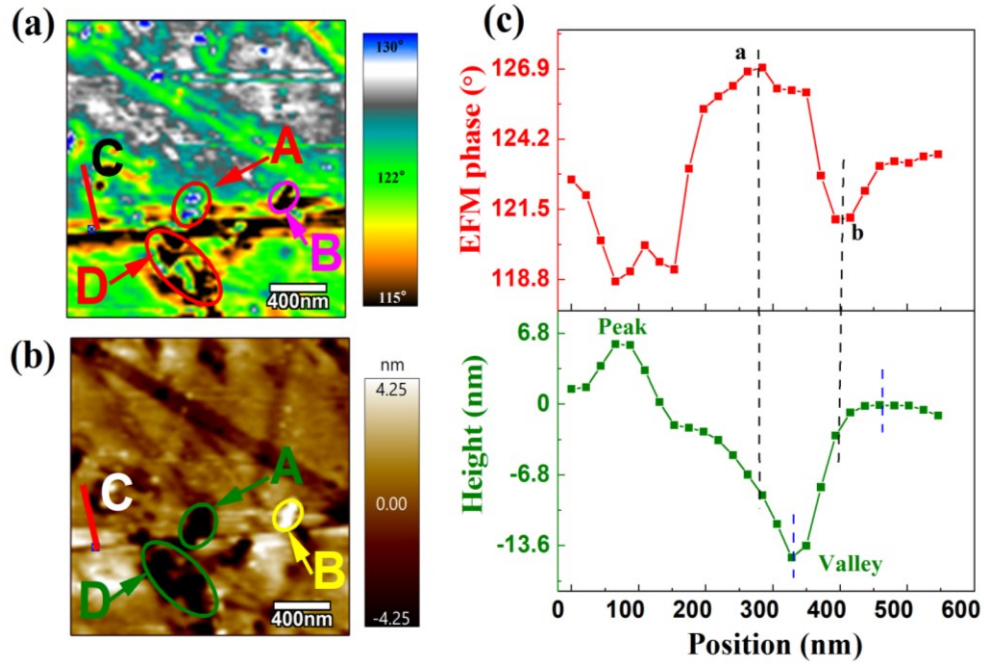 (a)
C
A
B
D
400nm
130°
122°
115°
(b)
C
A
B
D
400nm
nm
4.25
0.00
-4.25
(c)
EFM phase (°)
126.9
124.2
121.5
118.8
a
b
Height (nm)
6.8
0
-6.8
-13.6
Peak
Valley
0 100 200 300 400 500 600
Position (nm)